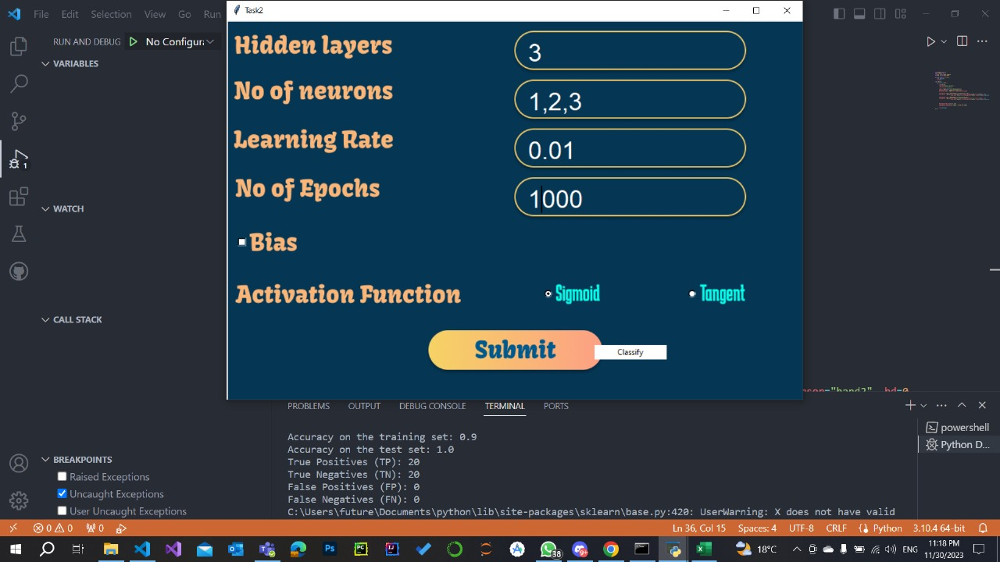 File Edit Selection View Go Run
Task2
RUN AND DEBUG No Configura
VARIABLES
WATCH
CALL STACK
BREAKPOINTS
Raised Exceptions
Uncaught Exceptions
User Uncaught Exceptions
1
Hidden layers 3
No of neurons 1,2,3
Learning Rate 0.01
No of Epochs 1000
Bias
Activation Function Sigmoid Tangent
Submit Classify
PROBLEMS OUTPUT DEBUG CONSOLE TERMINAL PORTS
powershell
Python D...
Accuracy on the training set: 0.9
Accuracy on the test set: 1.0
True Positives (TP): 20
True Negatives (TN): 20
False Positives (FP): 0
False Negatives (FN): 0
C:\Users\future\Documents\python\lib\site-packages\sklearn\base.py:420: UserWarning: X does not have valid
0 0 0 Ln 36, Col 15 Spaces: 4 UTF-8 CRLF Python 3.10.4 64-bit
38 9+ 18°C ENG 11:18 PM
11/30/2023